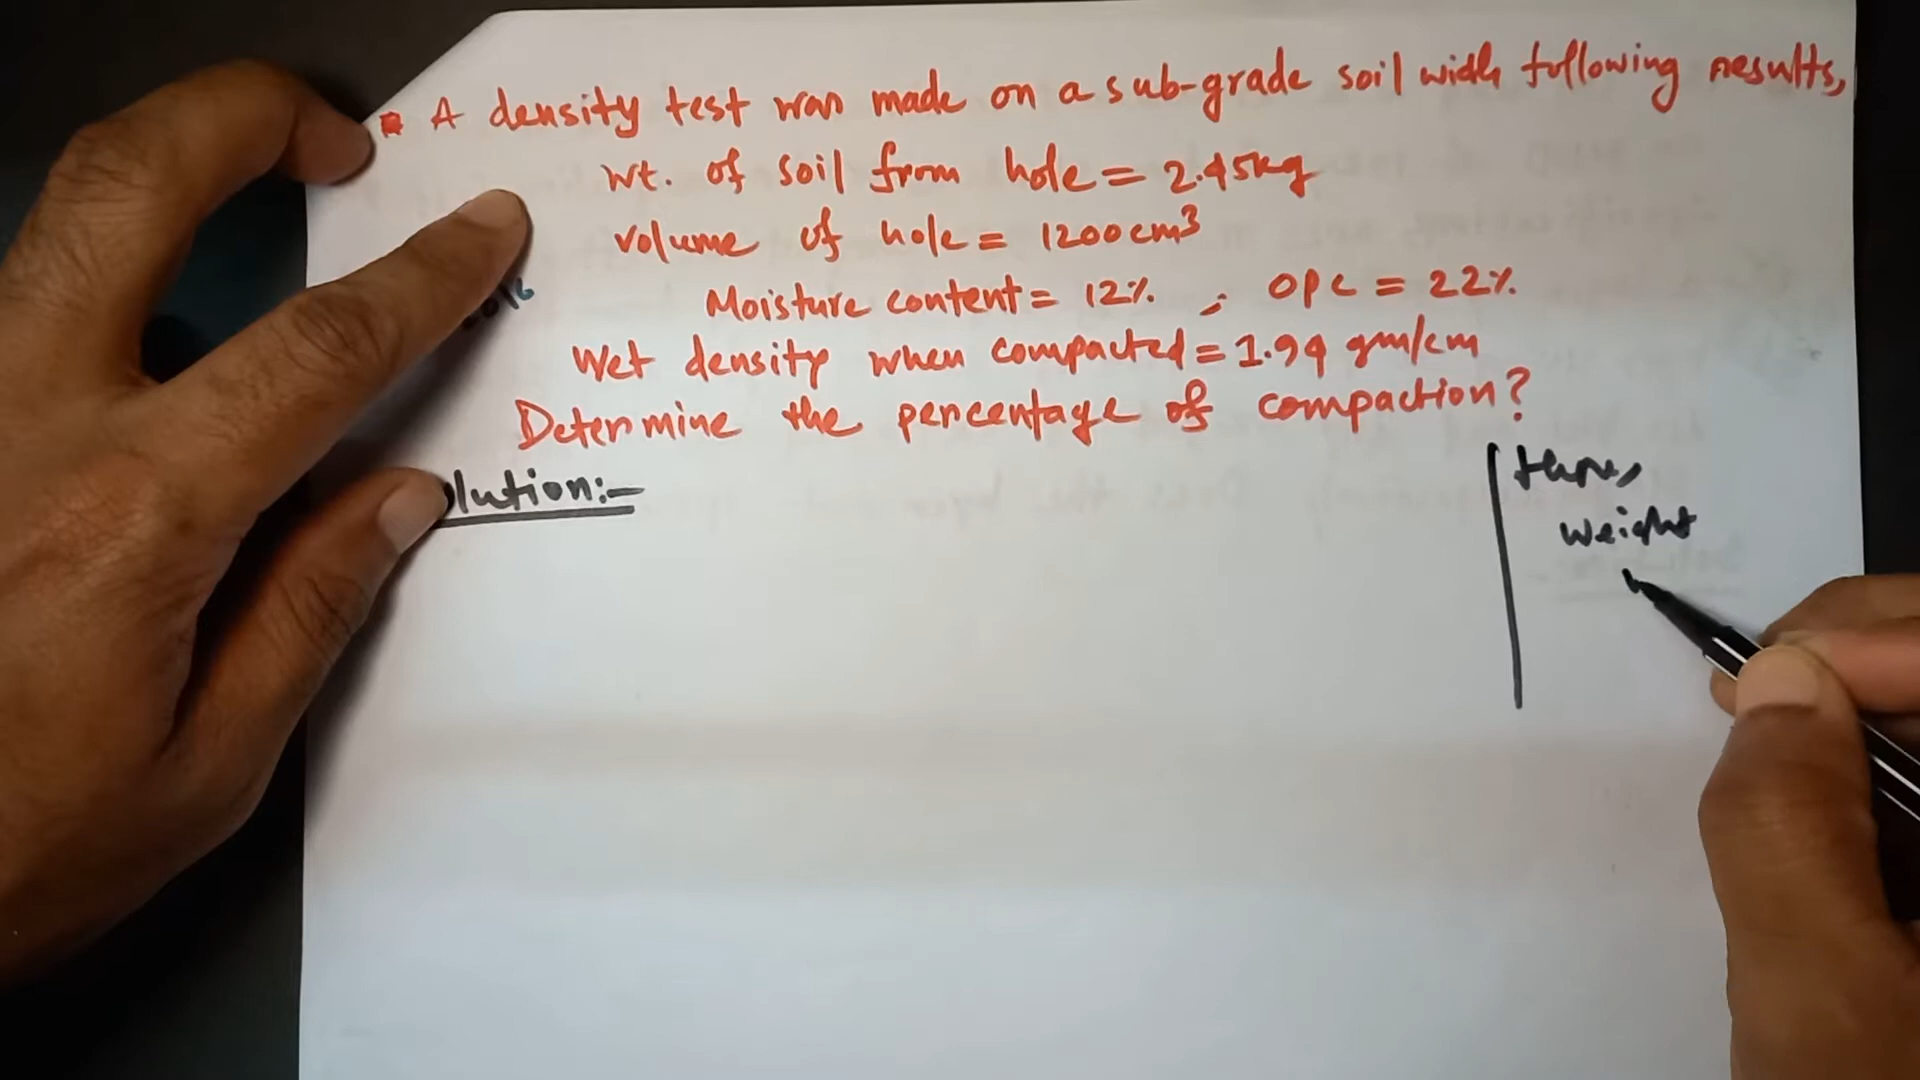 A density test was made on a sub-grade soil with following results,
wt. of soil from hole = 2.45kg
volume of hole = 1200 cm³
Moisture content = 12% , OPC = 22%
Wet density when compacted = 1.94 gm/cm
Determine the percentage of compaction?
lution:-
weight